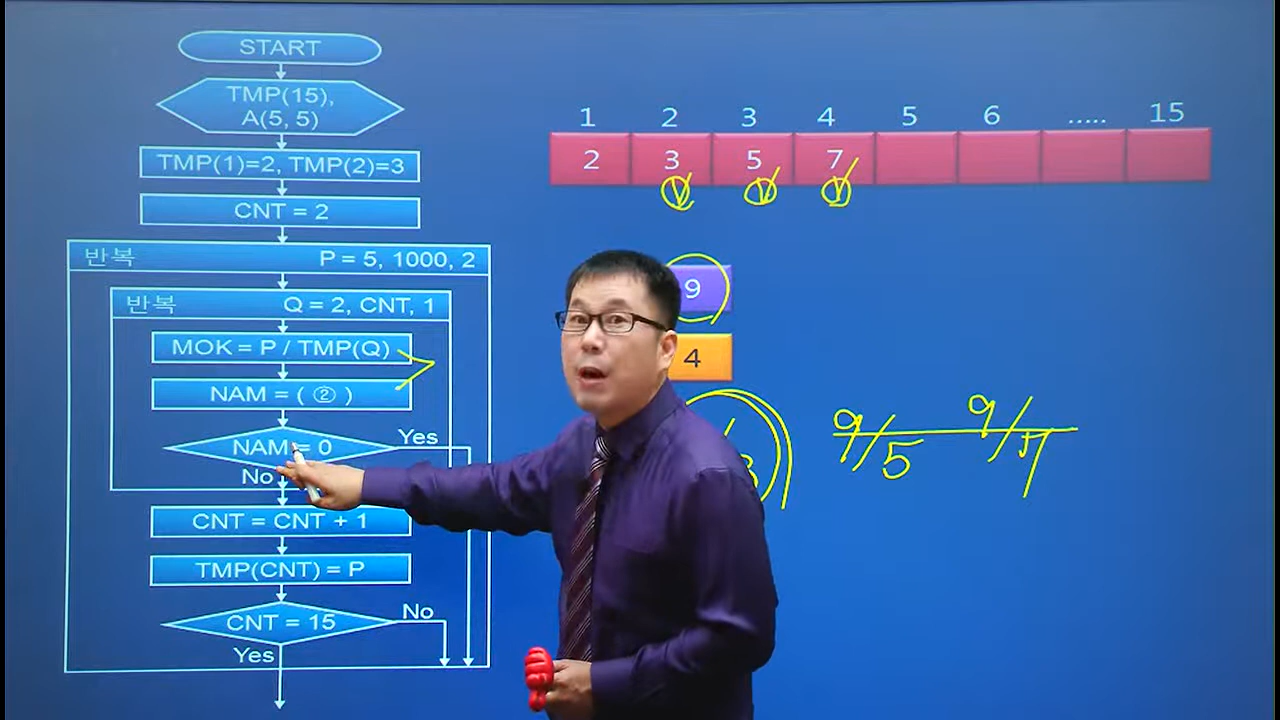 START
TMP(15),
A(5, 5)
TMP(1)=2, TMP(2)=3
CNT = 2
반복 P = 5, 1000, 2
반복 Q = 2, CNT, 1
MOK = P / TMP(Q)
NAM = ( ② )
NAM = 0
Yes
No
CNT = CNT + 1
TMP(CNT) = P
CNT = 15
No
Yes
1 2 3 4 5 6 ..... 15
2 3 5 7
9
4
9/5 9/7